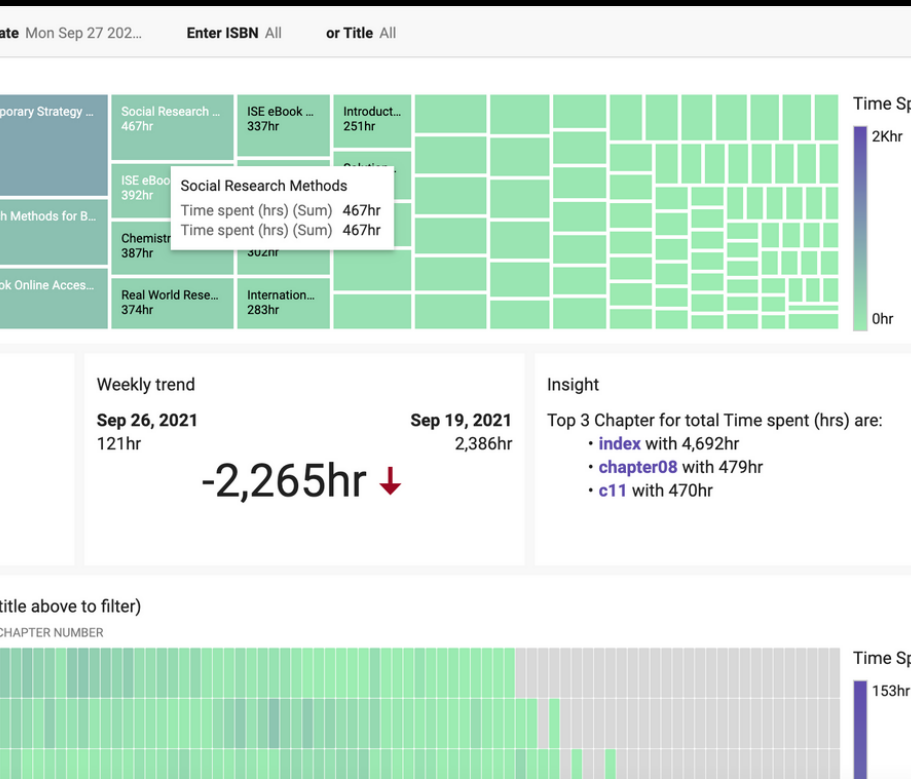 ate Mon Sep 27 202… Enter ISBN All or Title All
porary Strategy …
Social Research …
467hr
ISE eBook …
337hr
Introduct…
251hr
Time Sp
2Khr
0hr
ISE eBoo
392hr
Social Research Methods
Time spent (hrs) (Sum) 467hr
Time spent (hrs) (Sum) 467hr
h Methods for B…
Chemistr
387hr
302hr
ok Online Acces…
Real World Rese…
374hr
Internation…
283hr
Weekly trend
Sep 26, 2021
121hr
Sep 19, 2021
2,386hr
-2,265hr
Insight
Top 3 Chapter for total Time spent (hrs) are:
• index with 4,692hr
• chapter08 with 479hr
• c11 with 470hr
title above to filter)
CHAPTER NUMBER
Time Sp
153hr